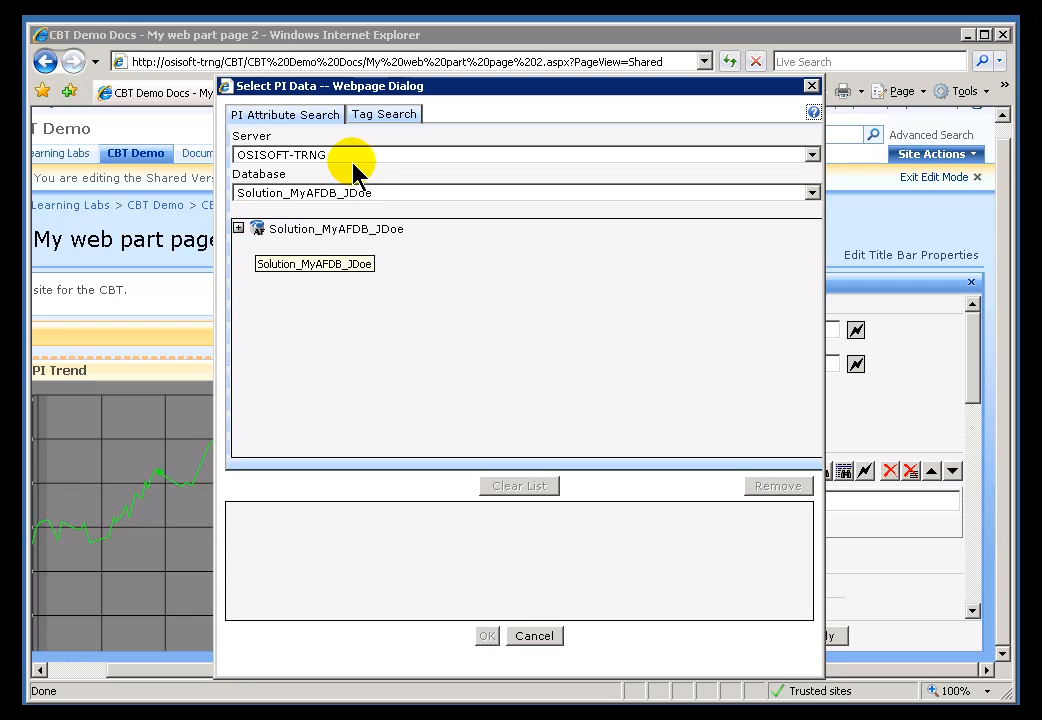 CBT Demo Docs - My web part page 2 - Windows Internet Explorer
http://osisoft-trng/CBT/CBT%20Demo%20Docs/My%20web%20part%20page%202.aspx?PageView=Shared
Live Search
CBT Demo Docs - My
Page
Tools
»
Select PI Data -- Webpage Dialog
PI Attribute Search
Tag Search
Server
OSISOFT-TRNG
Database
Solution_MyAFDB_JDoe
AF Solution_MyAFDB_JDoe
Solution_MyAFDB_JDoe
Clear List
Remove
OK
Cancel
T Demo
Advanced Search
earning Labs
CBT Demo
Docum
Site Actions
You are editing the Shared Vers
Exit Edit Mode
Learning Labs > CBT Demo > CB
My web part page
Edit Title Bar Properties
site for the CBT.
PI Trend
ly
Done
Trusted sites
100%